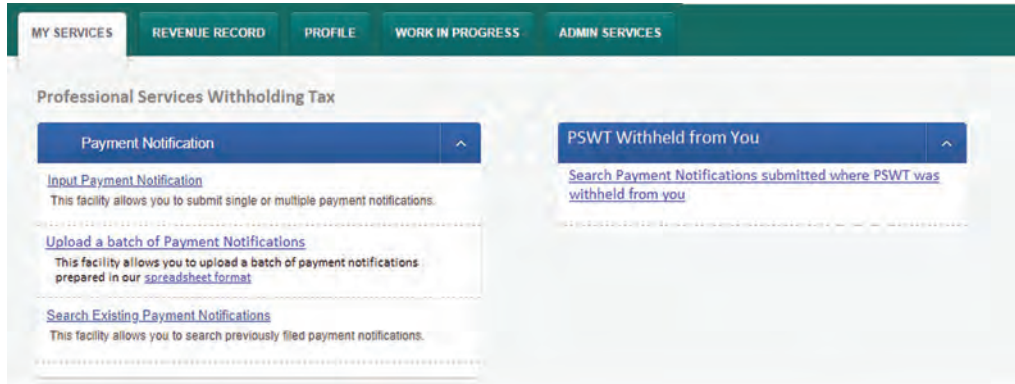 MY SERVICES REVENUE RECORD PROFILE WORK IN PROGRESS ADMIN SERVICES
Professional Services Withholding Tax
Payment Notification
Input Payment Notification
This facility allows you to submit single or multiple payment notifications.
Upload a batch of Payment Notifications
This facility allows you to upload a batch of payment notifications
prepared in our spreadsheet format
Search Existing Payment Notifications
This facility allows you to search previously filed payment notifications.
PSWT Withheld from You
Search Payment Notifications submitted where PSWT was
withheld from you